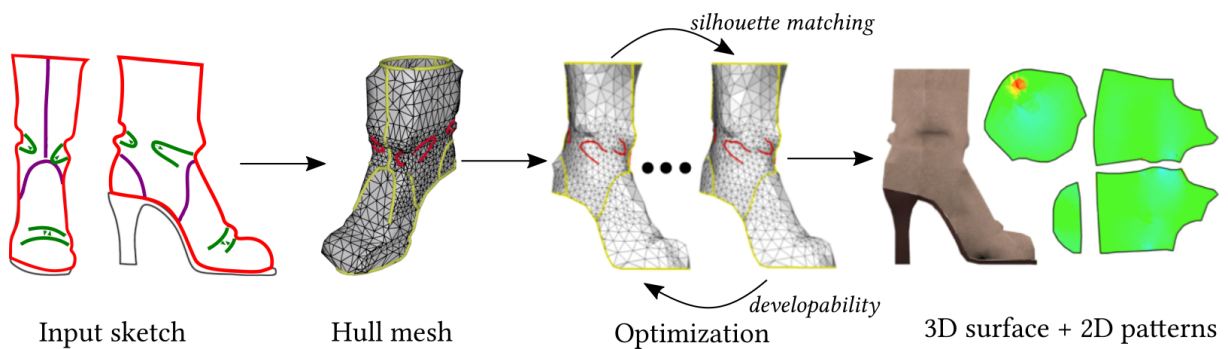 silhouette matching
developability
Input sketch
Hull mesh
Optimization
3D surface + 2D patterns